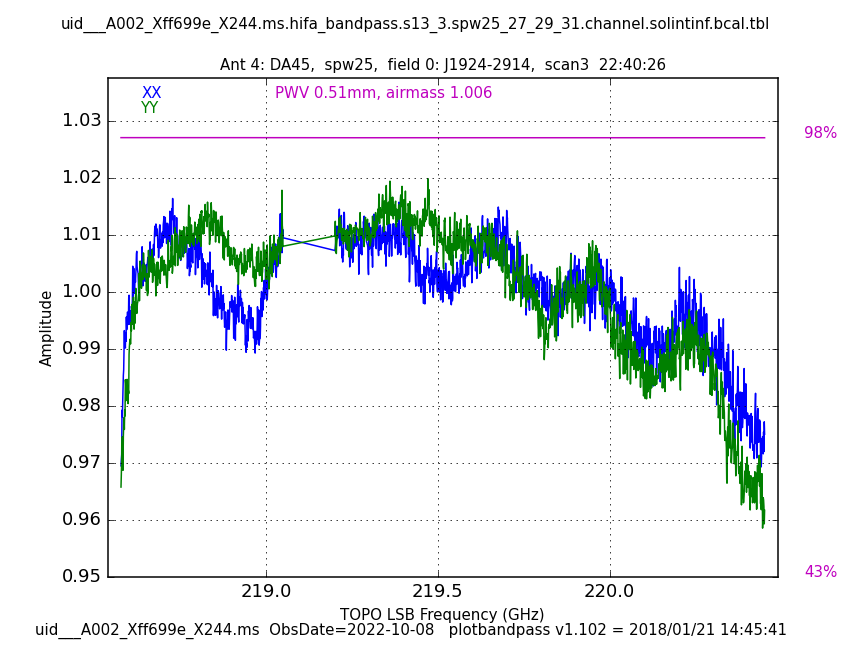 uid___A002_Xff699e_X244.ms.hifa_bandpass.s13_3.spw25_27_29_31.channel.solintinf.bcal.tbl
Ant 4: DA45, spw25, field 0: J1924-2914, scan3 22:40:26
XX
PWV 0.51mm, airmass 1.006
YY
1.03
98%
1.02
1.01
1.00
0.99
0.98
0.97
0.96
0.95
43%
Amplitude
219.0
219.5
220.0
TOPO LSB Frequency (GHz)
uid___A002_Xff699e_X244.ms ObsDate=2022-10-08 plotbandpass v1.102 = 2018/01/21 14:45:41